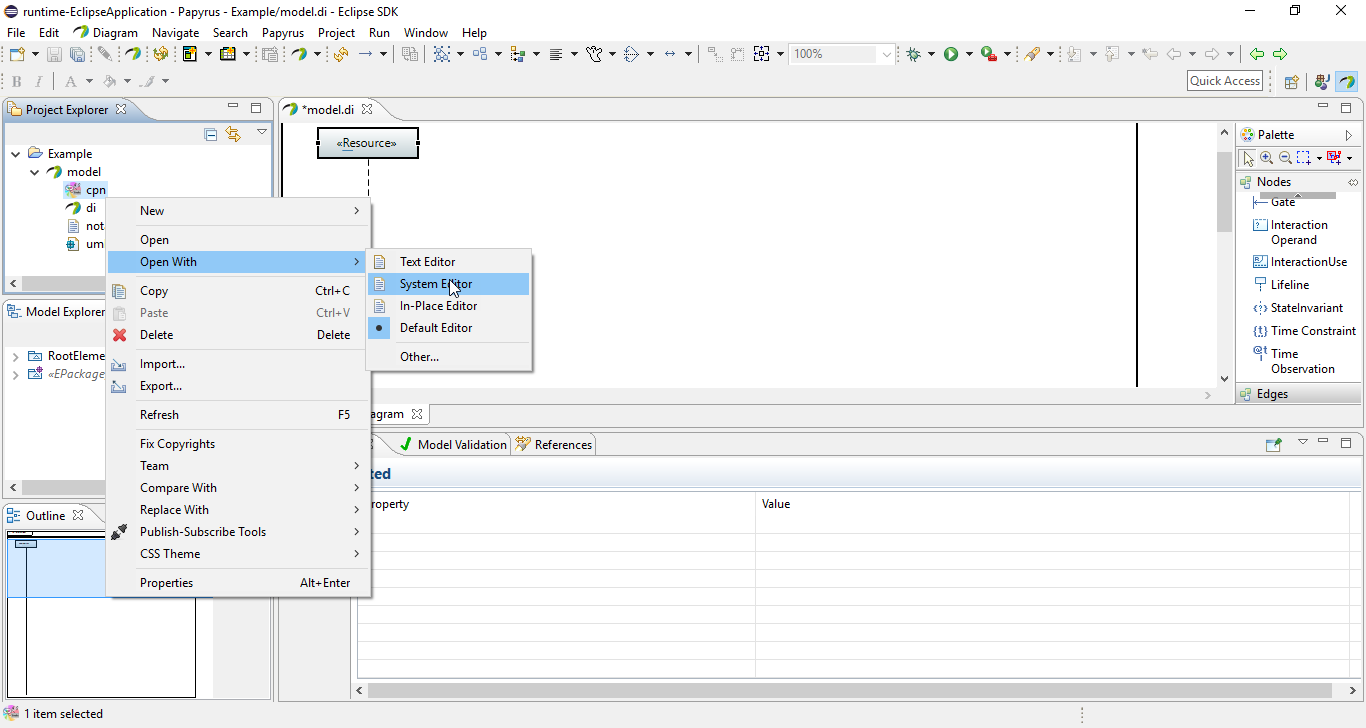 runtime-EclipseApplication - Papyrus - Example/model.di - Eclipse SDK
File Edit Diagram Navigate Search Papyrus Project Run Window Help
100%
B I A
Quick Access
Project Explorer
*model.di
Example
model
cpn
di
um
«Resource»
Palette
Nodes
Gate
Interaction
Operand
InteractionUse
Lifeline
StateInvariant
Time Constraint
Time
Observation
Edges
New
Open
Open With
Copy Ctrl+C
Paste Ctrl+V
Delete Delete
Import...
Export...
Refresh F5
Fix Copyrights
Team
Compare With
Replace With
Publish-Subscribe Tools
CSS Theme
Properties Alt+Enter
Text Editor
System Editor
In-Place Editor
Default Editor
Other...
Model Explorer
RootEleme
«EPackage
agram
Model Validation
References
ted
roperty
Value
Outline
1 item selected